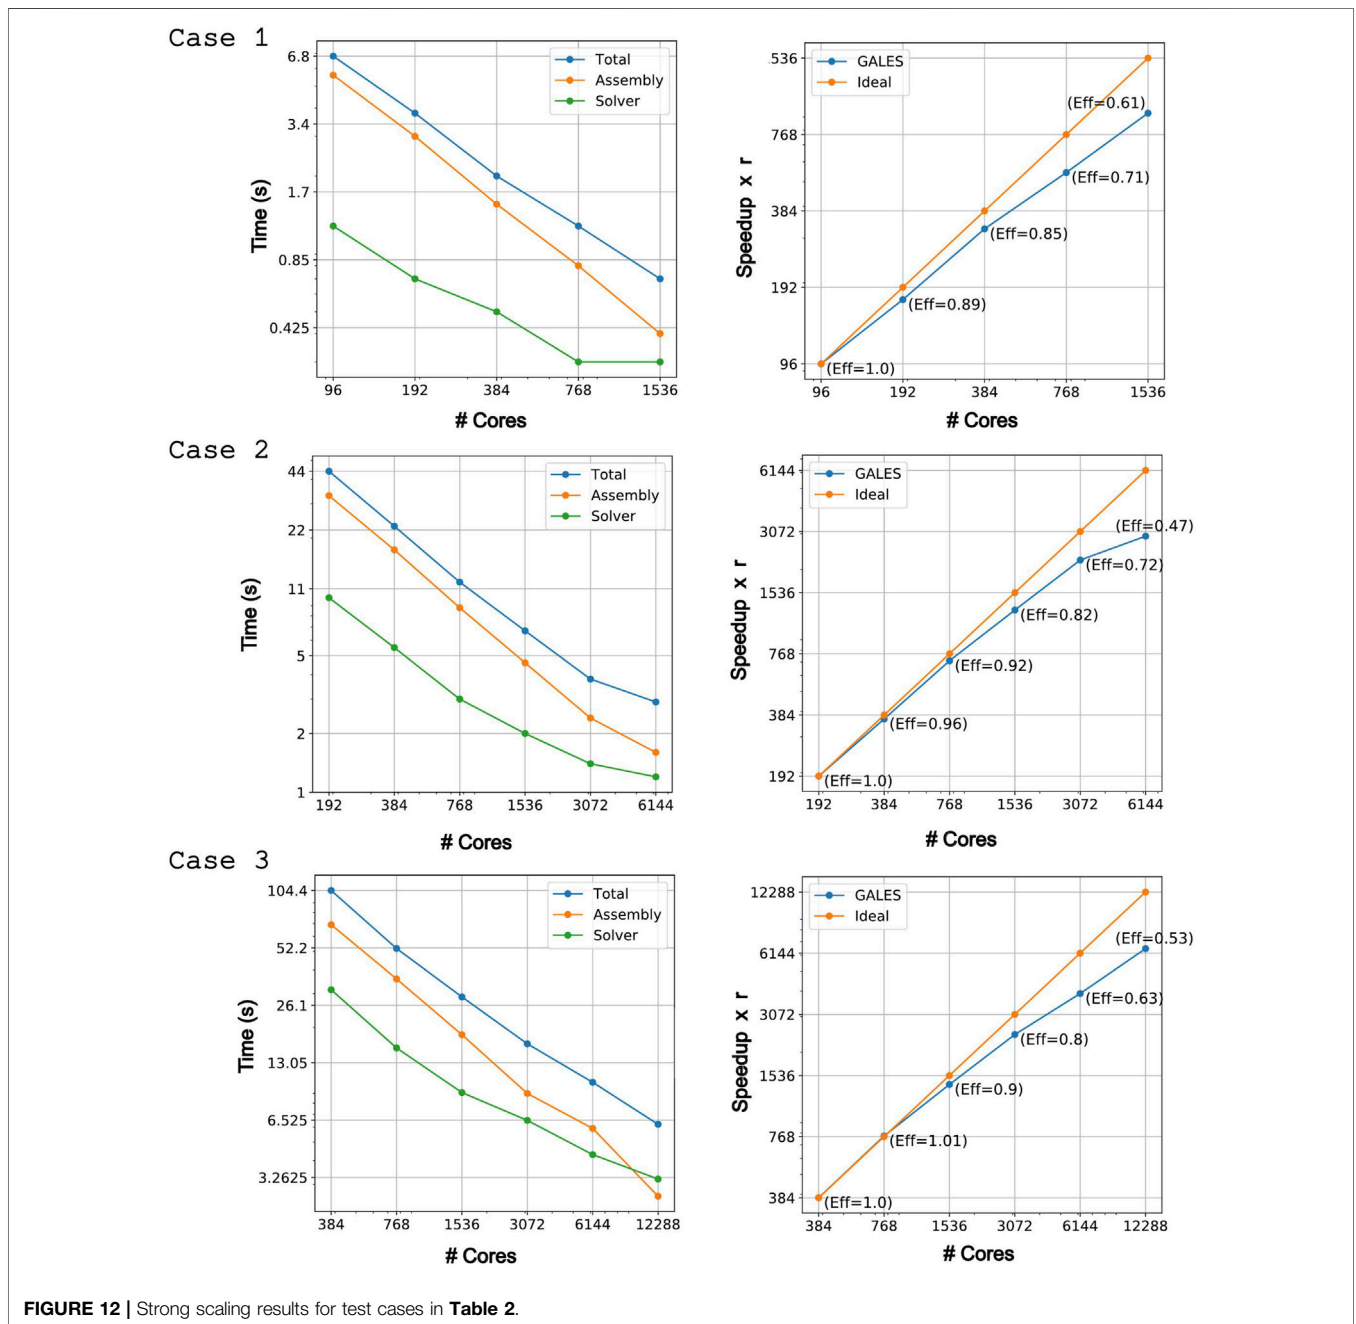 Case 1
6.8
3.4
1.7
0.85
0.425
Time (s)
Total
Assembly
Solver
96
192
384
768
1536
# Cores
536
768
384
192
96
Speedup x r
GALES
Ideal
(Eff=0.61)
(Eff=0.71)
(Eff=0.85)
(Eff=0.89)
(Eff=1.0)
96
192
384
768
1536
# Cores
Case 2
44
22
11
5
2
1
Time (s)
Total
Assembly
Solver
192
384
768
1536
3072
6144
# Cores
6144
3072
1536
768
384
192
Speedup x r
GALES
Ideal
(Eff=0.47)
(Eff=0.72)
(Eff=0.82)
(Eff=0.92)
(Eff=0.96)
(Eff=1.0)
192
384
768
1536
3072
6144
# Cores
Case 3
104.4
52.2
26.1
13.05
6.525
3.2625
Time (s)
Total
Assembly
Solver
384
768
1536
3072
6144
12288
# Cores
12288
6144
3072
1536
768
384
Speedup x r
GALES
Ideal
(Eff=0.53)
(Eff=0.63)
(Eff=0.8)
(Eff=0.9)
(Eff=1.01)
(Eff=1.0)
384
768
1536
3072
6144
12288
# Cores
FIGURE 12 | Strong scaling results for test cases in Table 2.